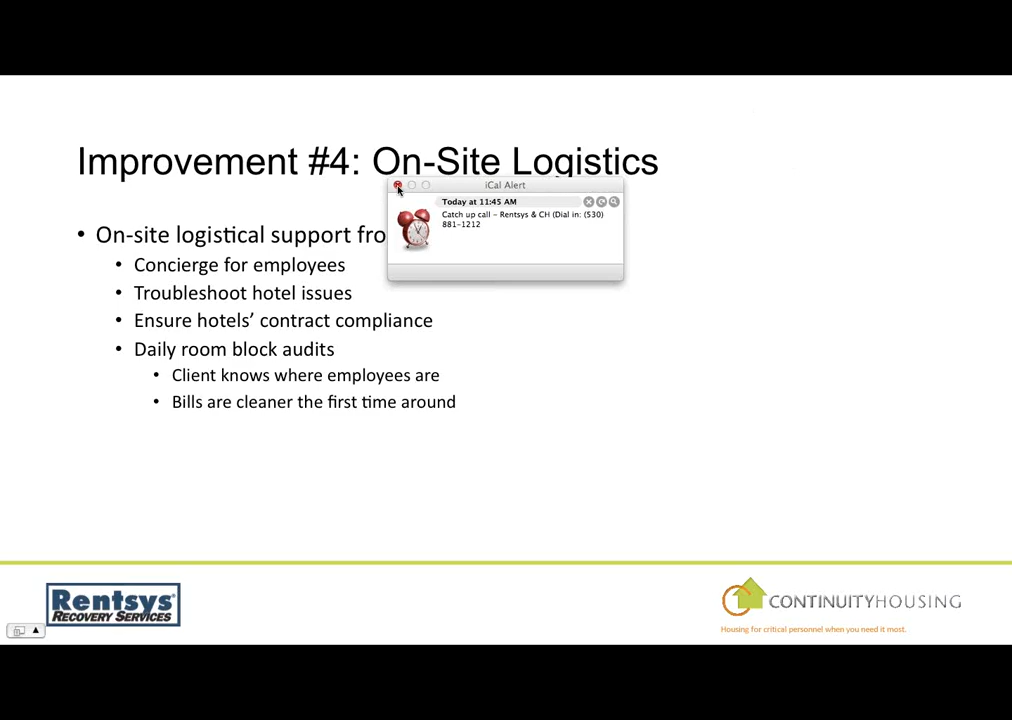 Improvement #4: On-Site Logistics
iCal Alert
Today at 11:45 AM
Catch up call – Rentsys & CH (Dial in: (530)
881-1212
• On-site logistical support fro
• Concierge for employees
• Troubleshoot hotel issues
• Ensure hotels’ contract compliance
• Daily room block audits
• Client knows where employees are
• Bills are cleaner the first time around
Rentsys®
RECOVERY SERVICES
CONTINUITYHOUSING
Housing for critical personnel when you need it most.